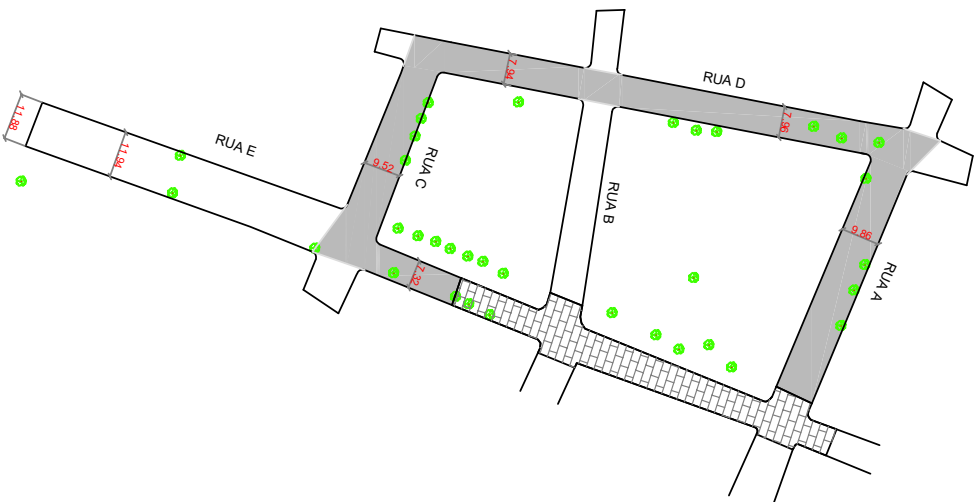 RUA D
7.94
7.96
11.88
11.94
RUA E
9.52
RUA C
RUA B
9.86
RUA A
7.32